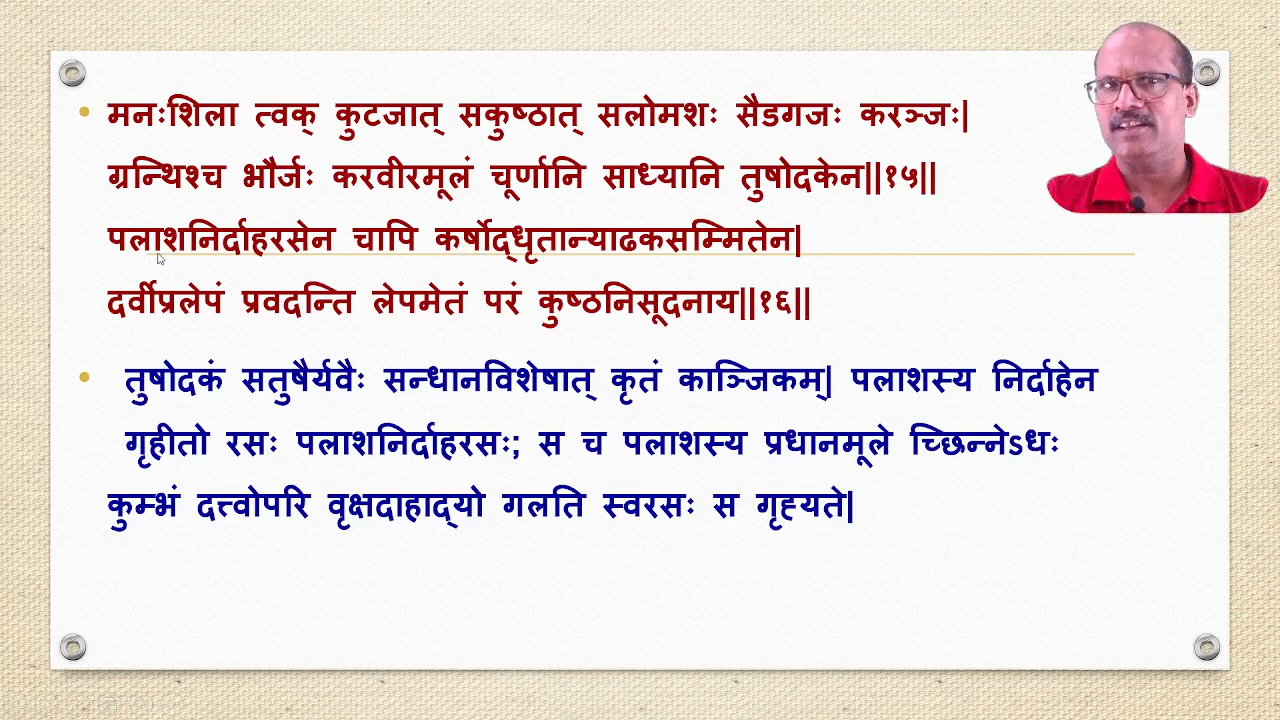 मनःशिला त्वक् कुटजात् सकुष्ठात् सलोमशः सैडगजः करञ्जः|
ग्रन्थिश्च भौर्जः करवीरमूलं चूर्णानि साध्यानि तुषोदकेन||१५||
पलाशनिर्दाहरसेन चापि कर्षोद्धृतान्याढकसम्मितेन|
दर्वीप्रलेपं प्रवदन्ति लेपमेतं परं कुष्ठनिसूदनाय||१६||
तुषोदकं सतुषैर्यवैः सन्धानविशेषात् कृतं काञ्जिकम्| पलाशस्य निर्दाहेन
गृहीतो रसः पलाशनिर्दाहरसः; स च पलाशस्य प्रधानमूले च्छिन्नेऽधः
कुम्भं दत्त्वोपरि वृक्षदाहाद्यो गलति स्वरसः स गृह्यते|